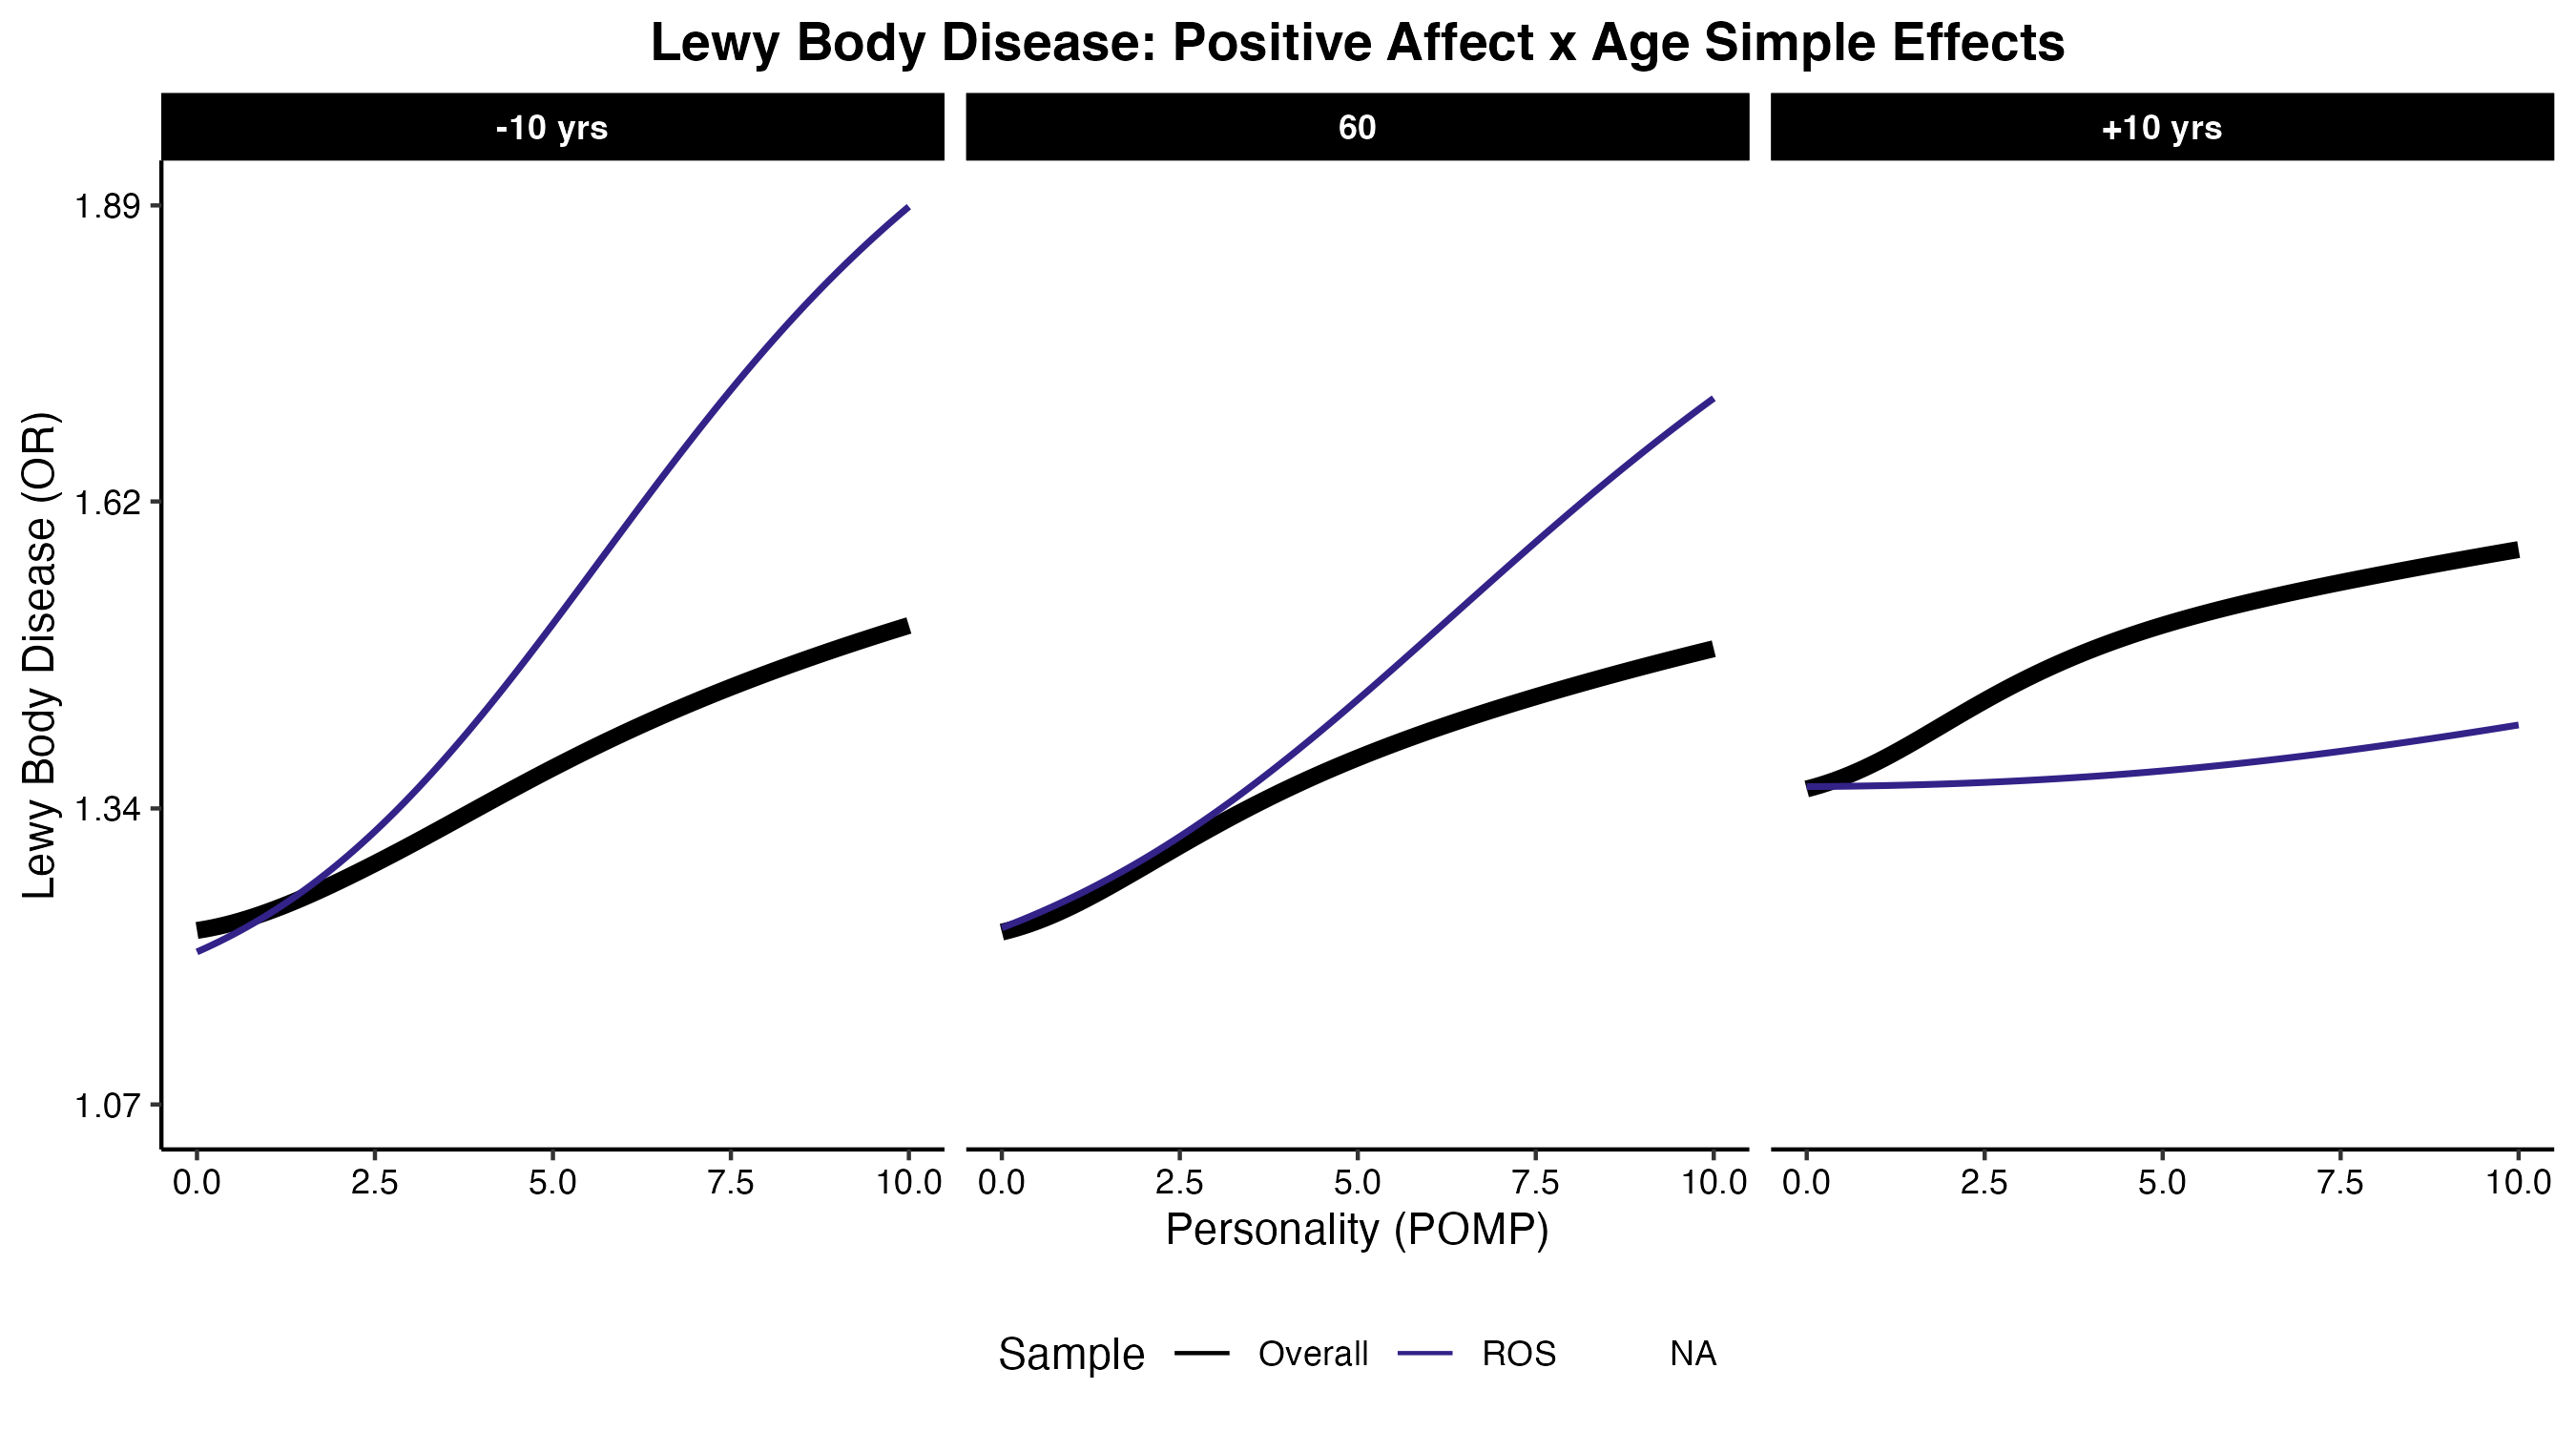 Lewy Body Disease: Positive Affect x Age Simple Effects
-10 yrs
60
+10 yrs
Lewy Body Disease (OR)
1.89
1.62
1.34
1.07
0.0 2.5 5.0 7.5 10.0
0.0 2.5 5.0 7.5 10.0
0.0 2.5 5.0 7.5 10.0
Personality (POMP)
Sample Overall ROS NA